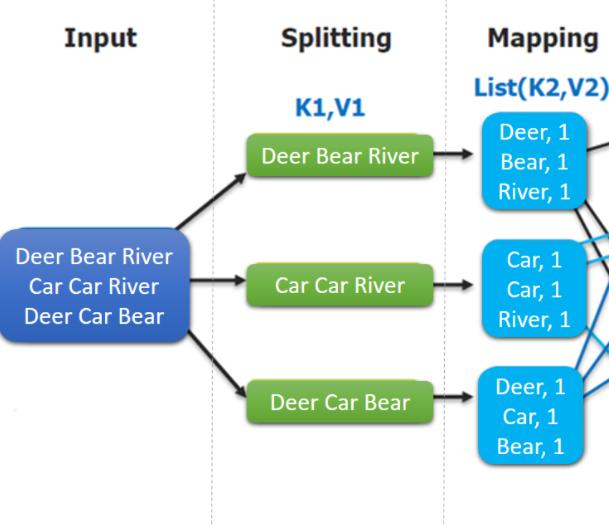 Input
Splitting
Mapping
K1,V1
List(K2,V2)
Deer Bear River
Car Car River
Deer Car Bear
Deer Bear River
Car Car River
Deer Car Bear
Deer, 1
Bear, 1
River, 1
Car, 1
Car, 1
River, 1
Deer, 1
Car, 1
Bear, 1